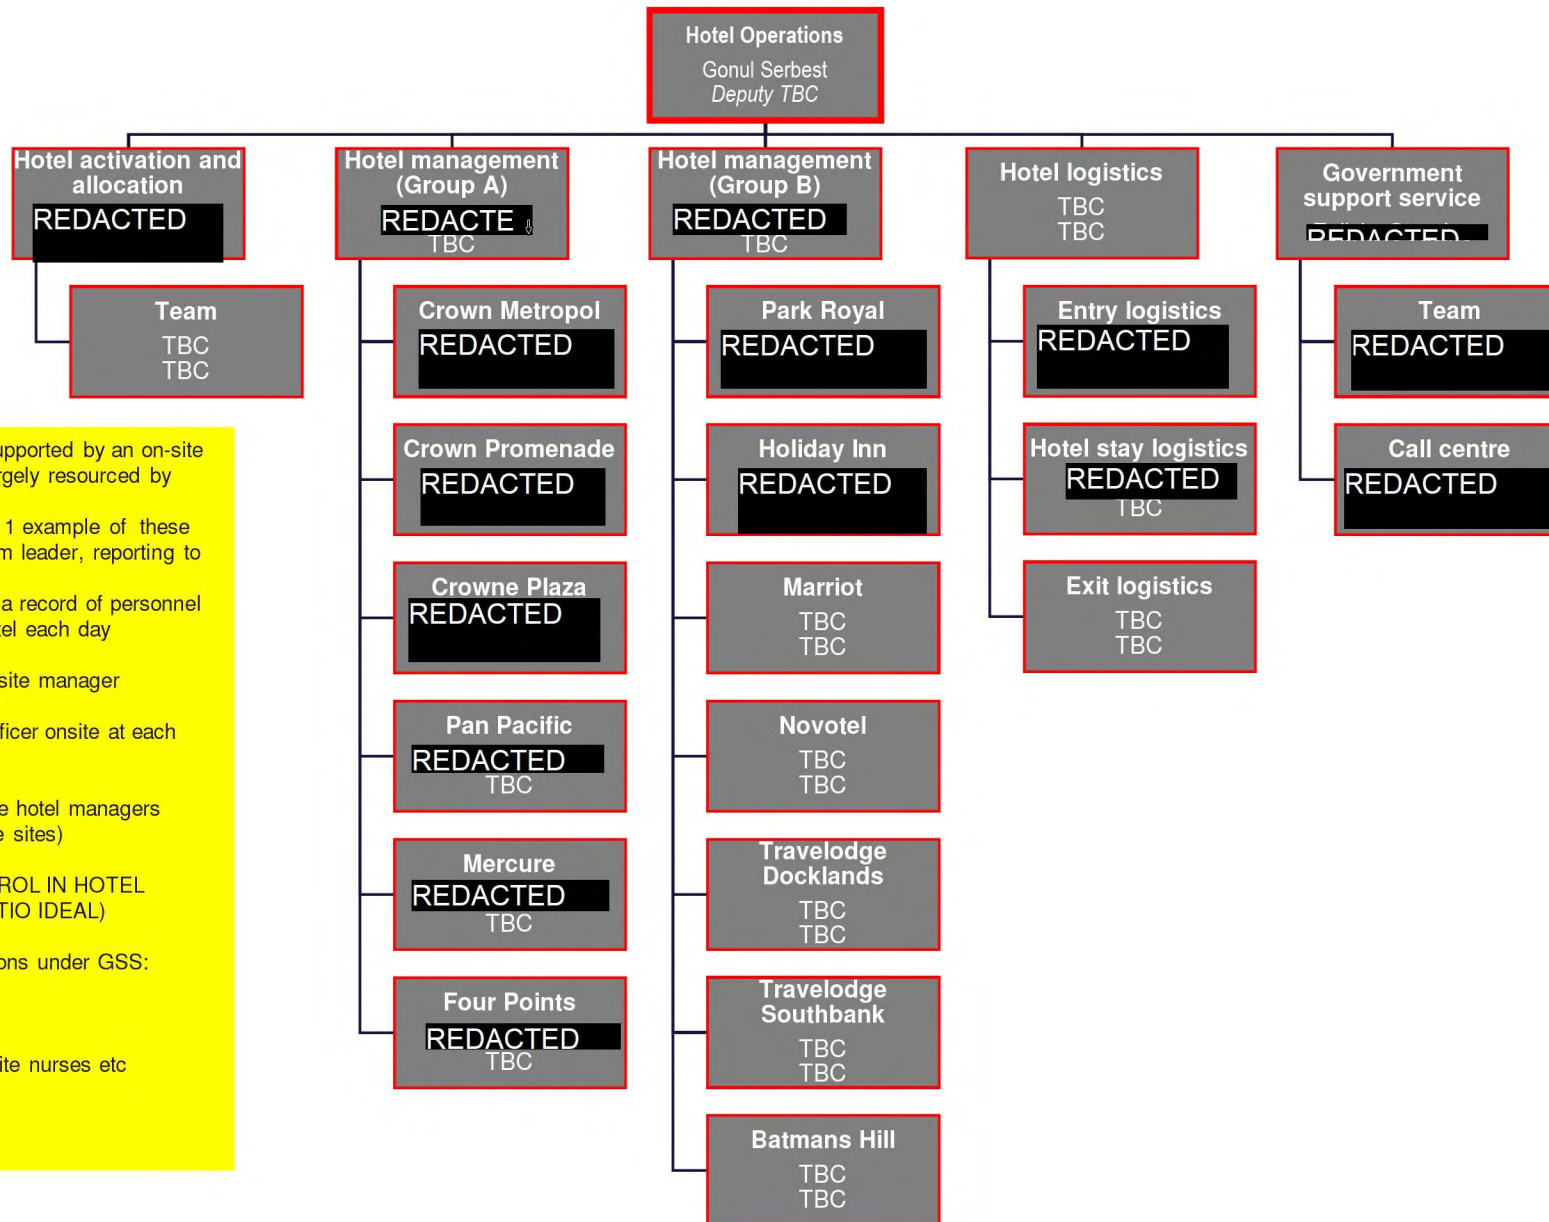 Hotel Operations
Gonul Serbest
Deputy TBC
Hotel activation and
allocation
REDACTED
Team
TBC
TBC
Hotel management
(Group A)
REDACTE
TBC
Crown Metropol
REDACTED
Crown Promenade
REDACTED
Crowne Plaza
REDACTED
Pan Pacific
REDACTED
TBC
Mercure
REDACTED
TBC
Four Points
REDACTED
TBC
Hotel management
(Group B)
REDACTED
TBC
Park Royal
REDACTED
Holiday Inn
REDACTED
Marriot
TBC
TBC
Novotel
TBC
TBC
Travelodge
Docklands
TBC
TBC
Travelodge
Southbank
TBC
TBC
Batmans Hill
TBC
TBC
Hotel logistics
TBC
TBC
Entry logistics
REDACTED
Hotel stay logistics
REDACTED
TBC
Exit logistics
TBC
TBC
Government
support service
REDACTED
Team
REDACTED
Call centre
REDACTED
upported by an on-site
rgely resourced by
1 example of these
m leader, reporting to
a record of personnel
tel each day
site manager
ficer onsite at each
e hotel managers
e sites)
ROL IN HOTEL
TIO IDEAL)
ons under GSS:
ite nurses etc